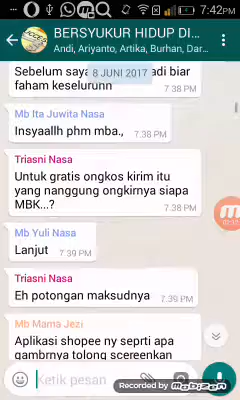 7:42PM
BERSYUKUR HIDUP DI...
Andi, Ariyanto, Artika, Burhan, Dar...
Sebelum saya
adi biar
8 JUNI 2017
faham keselurunn
7.38 PM
Mb Ita Juwita Nasa
Insyaallh phm mba.,
7.38 PM
Triasni Nasa
Untuk gratis ongkos kirim itu
yang nanggung ongkirnya siapa
MBK...?
7.38 PM
Mb Yuli Nasa
Lanjut
7.39 PM
Triasni Nasa
Eh potongan maksudnya
7.39 PM
Mb Mama Jezi
Aplikasi shopee ny seprti apa
gambrnya tolong scereenkan
Ketik pesan
Recorded by Mobizen